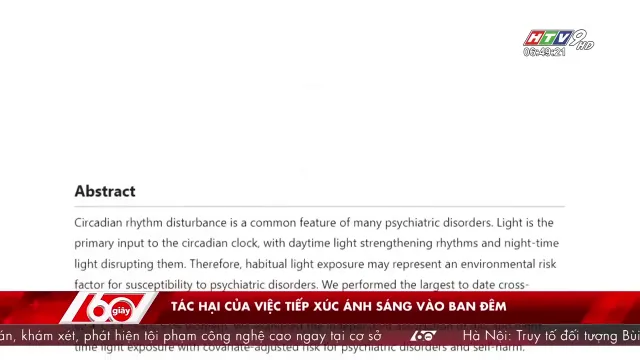 HTV9 HD
06:49:21
Abstract
Circadian rhythm disturbance is a common feature of many psychiatric disorders. Light is the
primary input to the circadian clock, with daytime light strengthening rhythms and night-time
light disrupting them. Therefore, habitual light exposure may represent an environmental risk
factor for susceptibility to psychiatric disorders. We performed the largest to date cross-
60 giây
TÁC HẠI CỦA VIỆC TIẾP XÚC ÁNH SÁNG VÀO BAN ĐÊM
án, khám xét, phát hiện tội phạm công nghệ cao ngay tại cơ sở 60 Hà Nội: Truy tố đối tượng Bùi
time light exposure with covariate-adjusted risk for psychiatric disorders and self-harm.